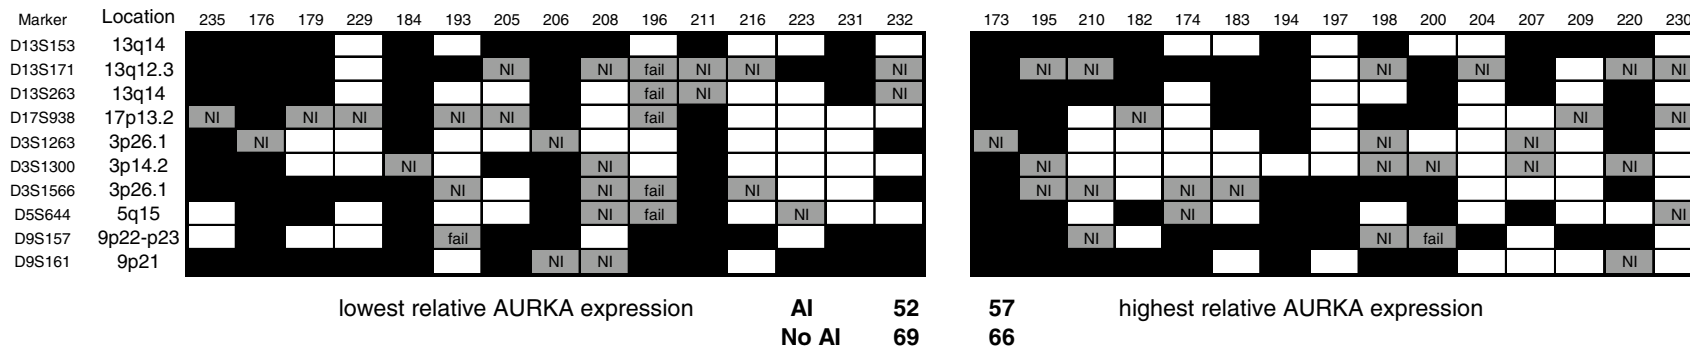 Marker Location 235 176 179 229 184 193 205 206 208 196 211 216 223 231 232 173 195 210 182 174 183 194 197 198 200 204 207 209 220 230
D13S153 13q14
D13S171 13q12.3 NI NI fail NI NI NI NI NI NI NI NI NI
D13S263 13q14 fail NI NI
D17S938 17p13.2 NI NI NI NI NI fail NI NI NI
D3S1263 3p26.1 NI NI NI NI NI
D3S1300 3p14.2 NI NI NI NI NI NI NI
D3S1566 3p26.1 NI NI fail NI NI NI NI NI
D5S644 5q15 NI fail NI NI NI
D9S157 9p22-p23 fail NI NI fail
D9S161 9p21 NI NI NI
lowest relative AURKA expression AI 52 57 highest relative AURKA expression
No AI 69 66